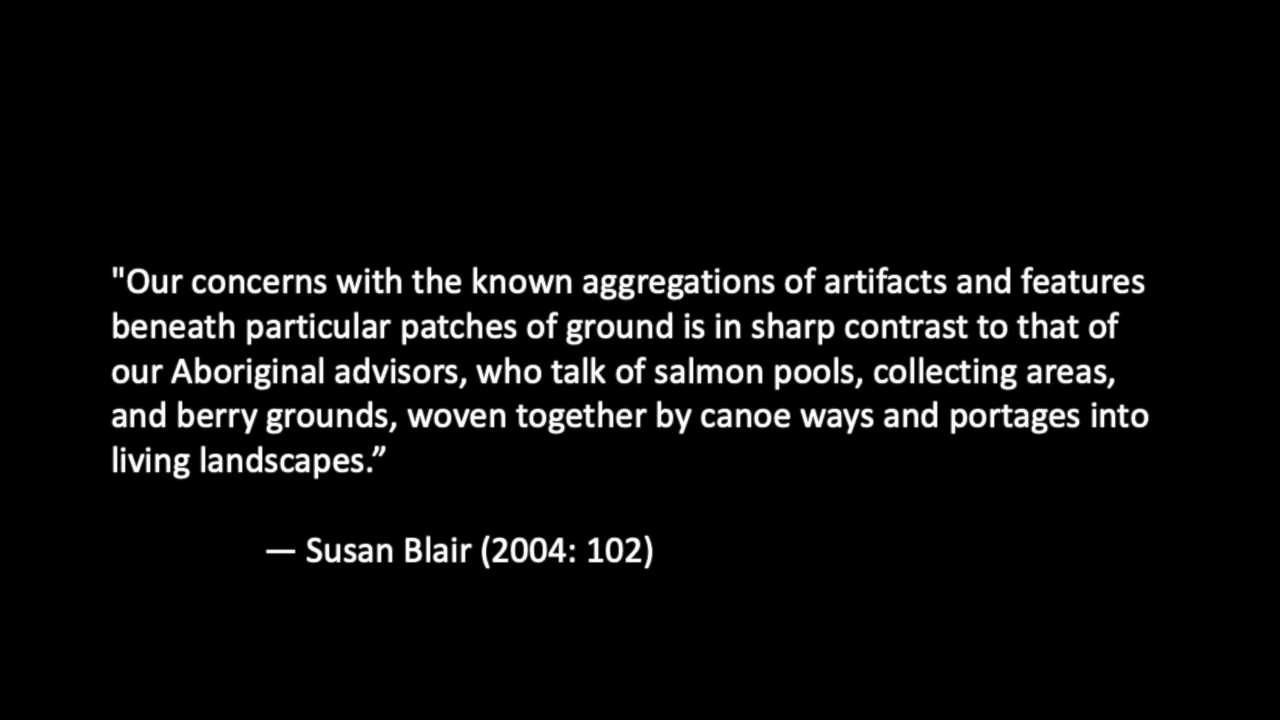 "Our concerns with the known aggregations of artifacts and features
beneath particular patches of ground is in sharp contrast to that of
our Aboriginal advisors, who talk of salmon pools, collecting areas,
and berry grounds, woven together by canoe ways and portages into
living landscapes.”
— Susan Blair (2004: 102)